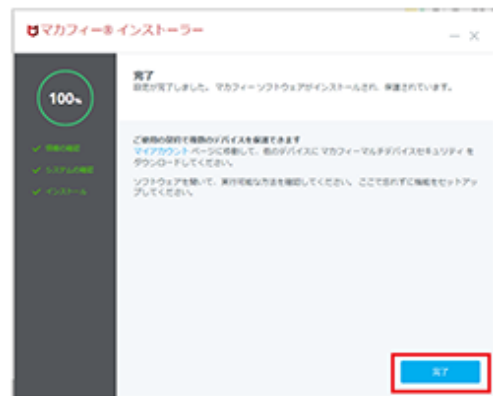 マカフィー® インストーラー
100%
情報の確認
システムの確認
インストール
完了
設定が完了しました。 マカフィー ソフトウェアがインストールされ、保護されています。
ご使用の契約で複数のデバイスを保護できます
マイアカウント ページに移動して、他のデバイスに マカフィー マルチデバイスセキュリティ を
ダウンロードしてください。
ソフトウェアを開いて、実行可能な方法を確認してください。 ここで忘れずに機能をセットアッ
プしてください。
完了